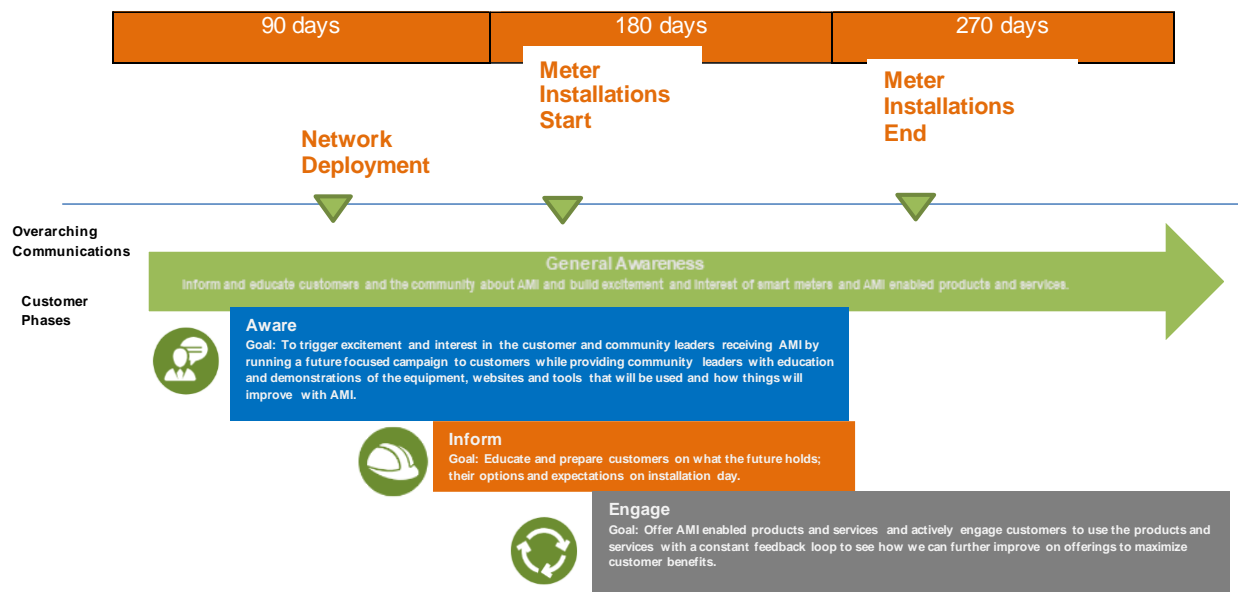 90 days
180 days
270 days
Meter
Installations
Start
Meter
Installations
End
Network
Deployment
Overarching
Communications
General Awareness
Inform and educate customers and the community about AMI and build excitement and interest of smart meters and AMI enabled products and services.
Customer
Phases
Aware
Goal: To trigger excitement and interest in the customer and community leaders receiving AMI by
running a future focused campaign to customers while providing community leaders with education
and demonstrations of the equipment, websites and tools that will be used and how things will
improve with AMI.
Inform
Goal: Educate and prepare customers on what the future holds;
their options and expectations on installation day.
Engage
Goal: Offer AMI enabled products and services and actively engage customers to use the products and
services with a constant feedback loop to see how we can further improve on offerings to maximize
customer benefits.